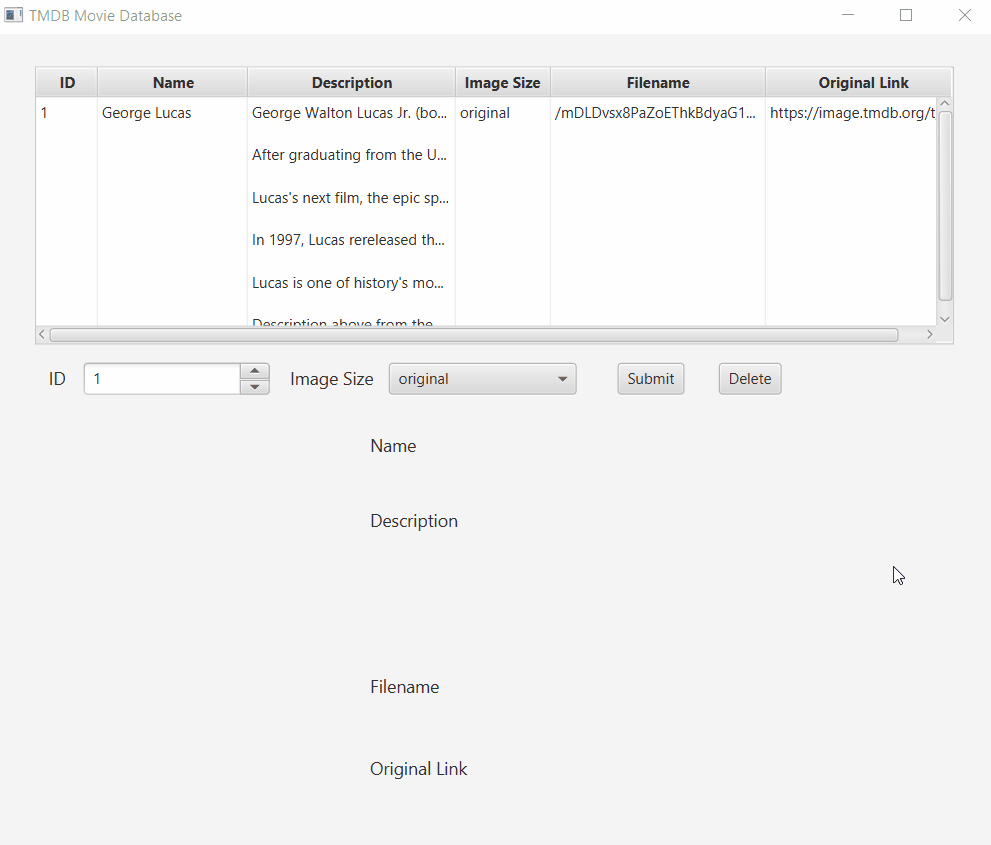 TMDB Movie Database
ID Name Description Image Size Filename Original Link
1 George Lucas George Walton Lucas Jr. (bo... original /mDLDvsx8PaZoEThkBdyaG1... https://image.tmdb.org/t
After graduating from the U...
Lucas's next film, the epic sp...
In 1997, Lucas rereleased th...
Lucas is one of history's mo...
Description above from the
ID 1 Image Size original Submit Delete
Name
Description
Filename
Original Link